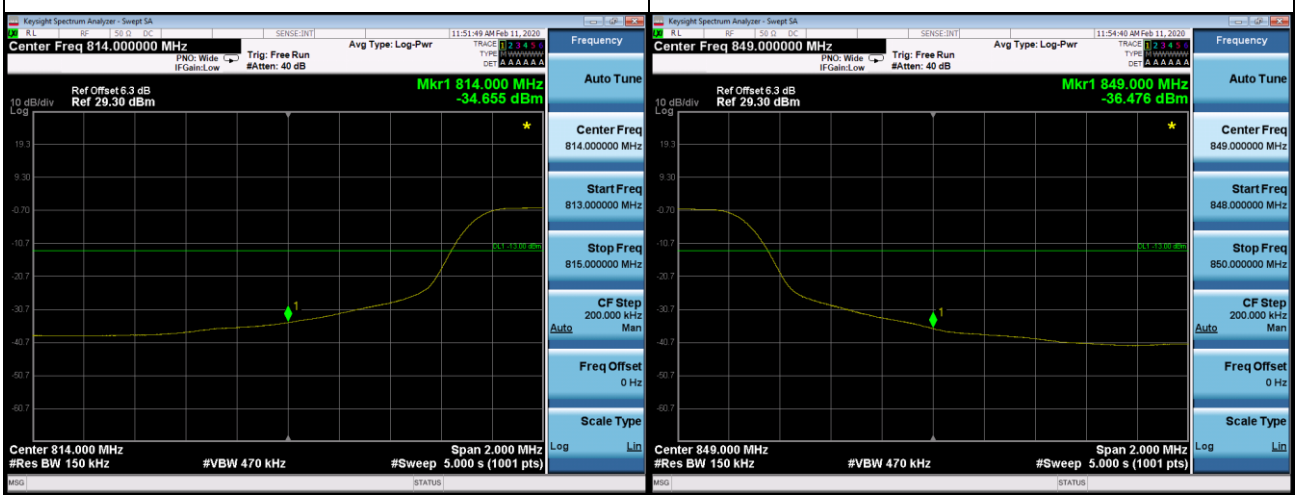 Keysight Spectrum Analyzer - Swept SA
RL RF 50 Ω DC SENSE:INT 11:51:49 AM Feb 11, 2020
Center Freq 814.000000 MHz
PNO: Wide
IFGain:Low
Trig: Free Run
#Atten: 40 dB
Avg Type: Log-Pwr
TRACE 1 2 3 4 5 6
TYPE
DET A A A A A A
Mkr1 814.000 MHz
-34.655 dBm
Ref Offset 6.3 dB
10 dB/div Ref 29.30 dBm
Log
19.3
9.30
-0.70
-10.7
DL1 -13.00 dBm
-20.7
-30.7
1
-40.7
-50.7
-60.7
Center 814.000 MHz Span 2.000 MHz
#Res BW 150 kHz #VBW 470 kHz #Sweep 5.000 s (1001 pts)
MSG STATUS
Frequency
Auto Tune
Center Freq
814.000000 MHz
Start Freq
813.000000 MHz
Stop Freq
815.000000 MHz
CF Step
200.000 kHz
Auto Man
Freq Offset
0 Hz
Scale Type
Log Lin
Keysight Spectrum Analyzer - Swept SA
RL RF 50 Ω DC SENSE:INT 11:54:40 AM Feb 11, 2020
Center Freq 849.000000 MHz
PNO: Wide
IFGain:Low
Trig: Free Run
#Atten: 40 dB
Avg Type: Log-Pwr
TRACE 1 2 3 4 5 6
TYPE
DET A A A A A A
Mkr1 849.000 MHz
-36.476 dBm
Ref Offset 6.3 dB
10 dB/div Ref 29.30 dBm
Log
19.3
9.30
-0.70
-10.7
DL1 -13.00 dBm
-20.7
-30.7
1
-40.7
-50.7
-60.7
Center 849.000 MHz Span 2.000 MHz
#Res BW 150 kHz #VBW 470 kHz #Sweep 5.000 s (1001 pts)
MSG STATUS
Frequency
Auto Tune
Center Freq
849.000000 MHz
Start Freq
848.000000 MHz
Stop Freq
850.000000 MHz
CF Step
200.000 kHz
Auto Man
Freq Offset
0 Hz
Scale Type
Log Lin